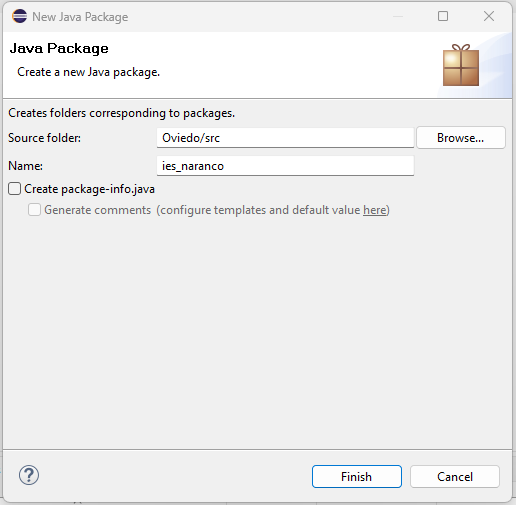 New Java Package
Java Package
Create a new Java package.
Creates folders corresponding to packages.
Source folder: Oviedo/src Browse...
Name: ies_naranco
Create package-info.java
Generate comments (configure templates and default value here)
? Finish Cancel